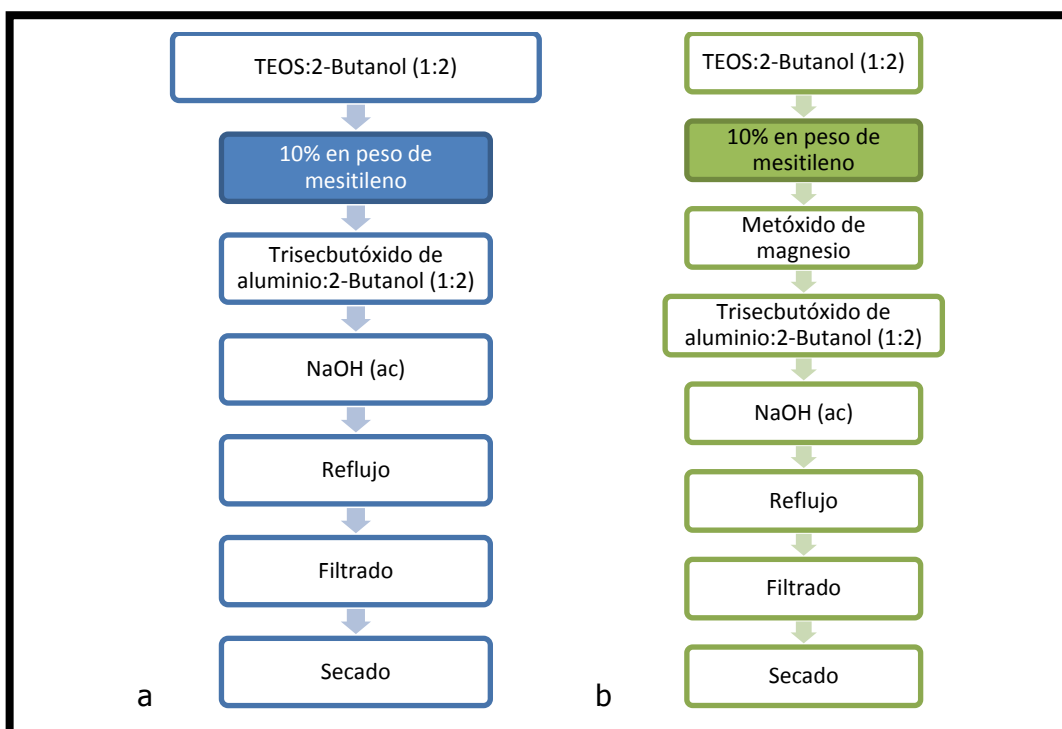 TEOS:2-Butanol (1:2)
10% en peso de
mesitileno
Trisecbutóxido de
aluminio:2-Butanol (1:2)
NaOH (ac)
Reflujo
Filtrado
Secado
a
TEOS:2-Butanol (1:2)
10% en peso de
mesitileno
Metóxido de
magnesio
Trisecbutóxido de
aluminio:2-Butanol (1:2)
NaOH (ac)
Reflujo
Filtrado
Secado
b